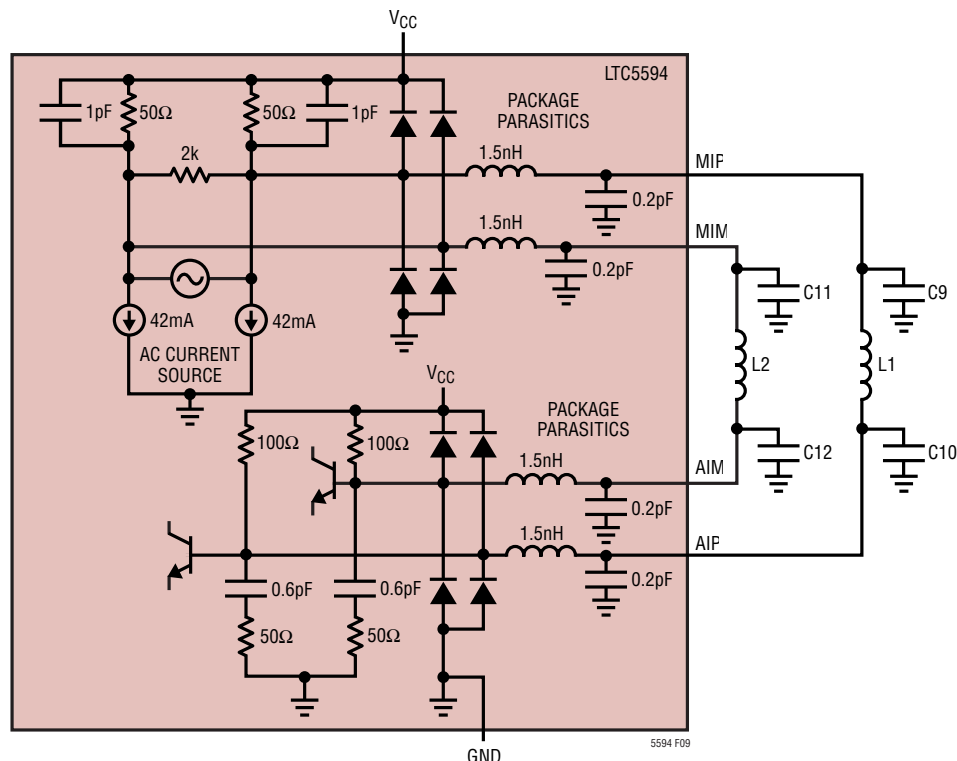 VCC
LTC5594
1pF
50Ω
50Ω
1pF
PACKAGE
PARASITICS
2k
1.5nH
MIP
0.2pF
1.5nH
MIM
0.2pF
42mA
42mA
AC CURRENT
SOURCE
C11
C9
L2
L1
VCC
100Ω
100Ω
PACKAGE
PARASITICS
1.5nH
AIM
C12
C10
0.2pF
1.5nH
AIP
0.2pF
0.6pF
0.6pF
50Ω
50Ω
5594 F09
GND